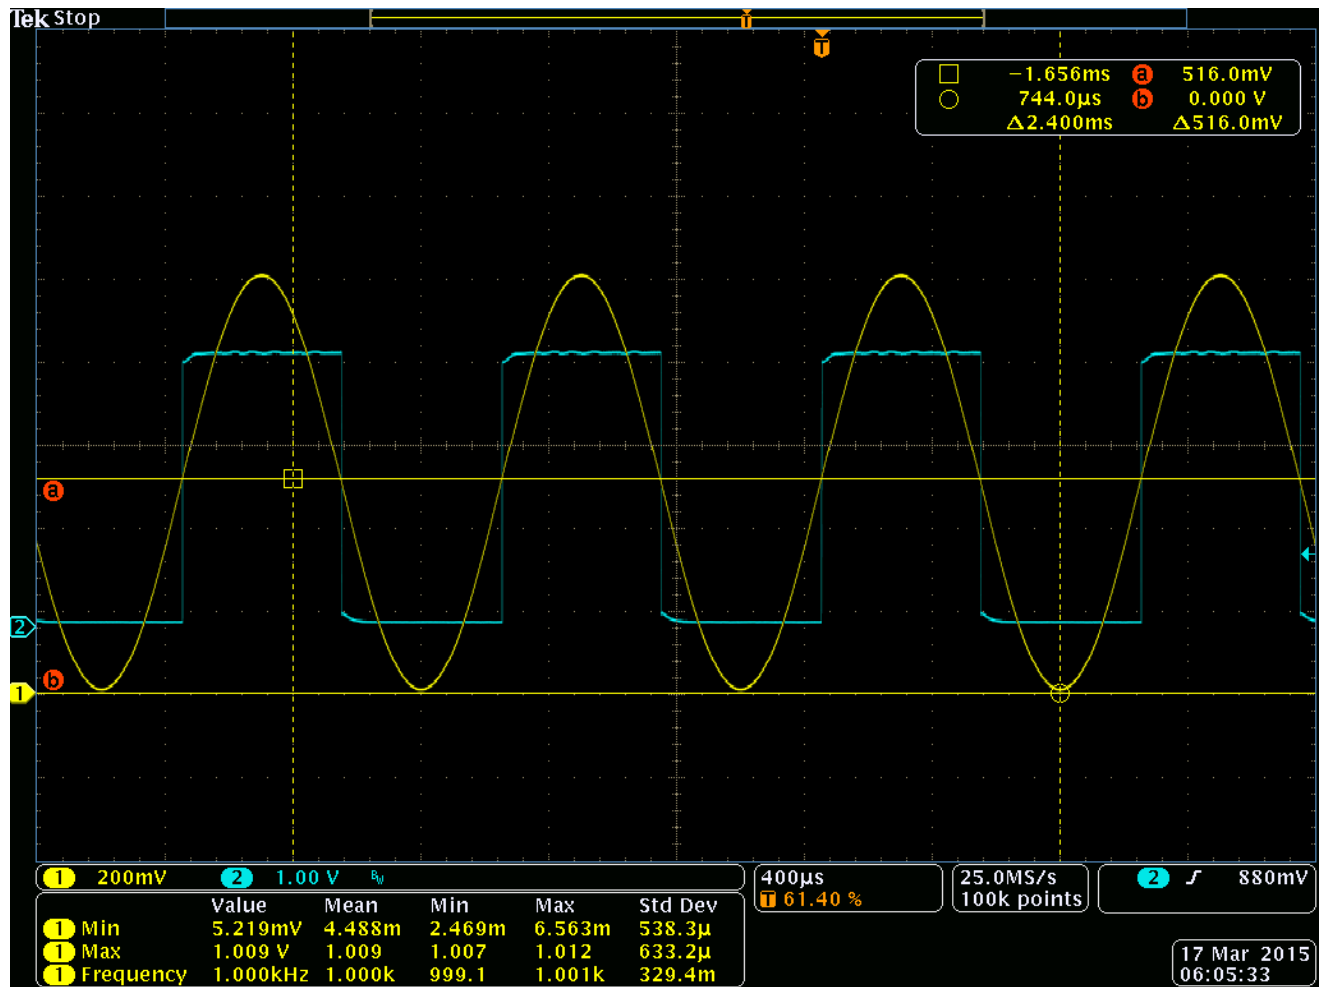 Tek Stop
T
T
−1.656ms a 516.0mV
744.0µs b 0.000 V
Δ2.400ms Δ516.0mV
a
2
b
1
1 200mV 2 1.00 V BW
400µs
T 61.40 %
25.0MS/s
100k points
2 880mV
Value Mean Min Max Std Dev
1 Min 5.219mV 4.488m 2.469m 6.563m 538.3µ
1 Max 1.009 V 1.009 1.007 1.012 633.2µ
1 Frequency 1.000kHz 1.000k 999.1 1.001k 329.4m
17 Mar 2015
06:05:33